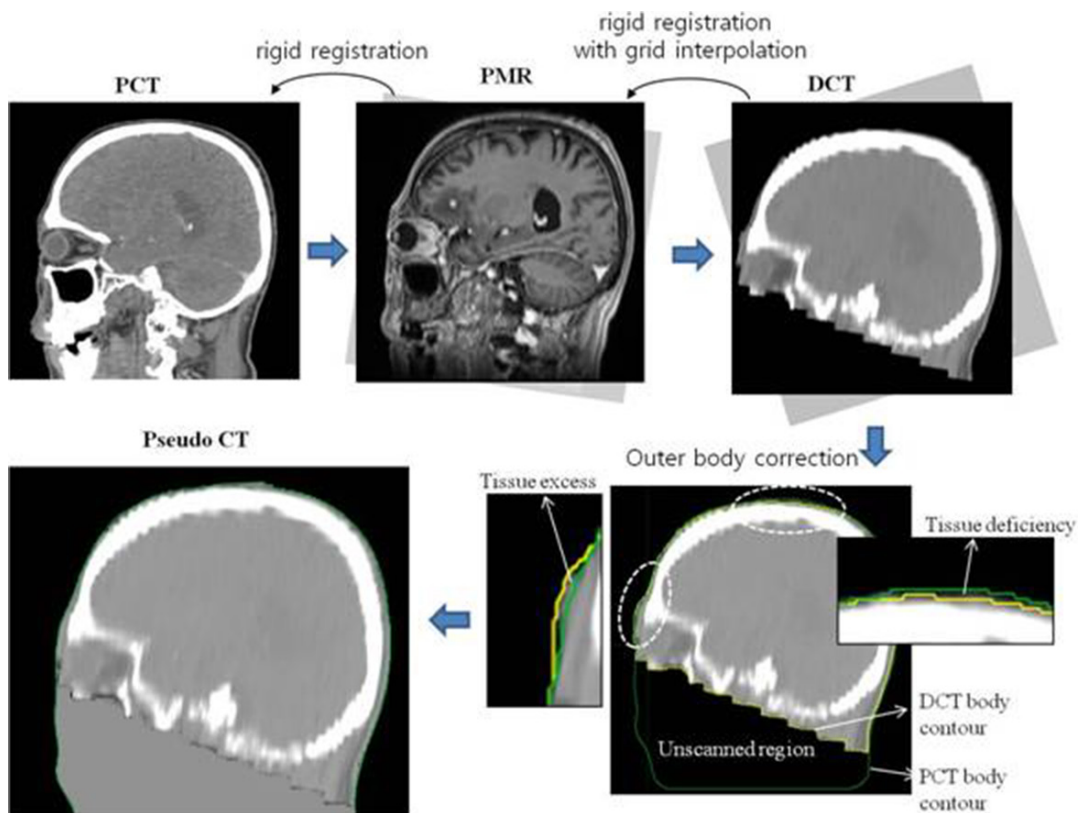 rigid registration
rigid registration
with grid interpolation
PCT
PMR
DCT
Pseudo CT
Outer body correction
Tissue excess
Tissue deficiency
DCT body
contour
Unscanned region
PCT body
contour